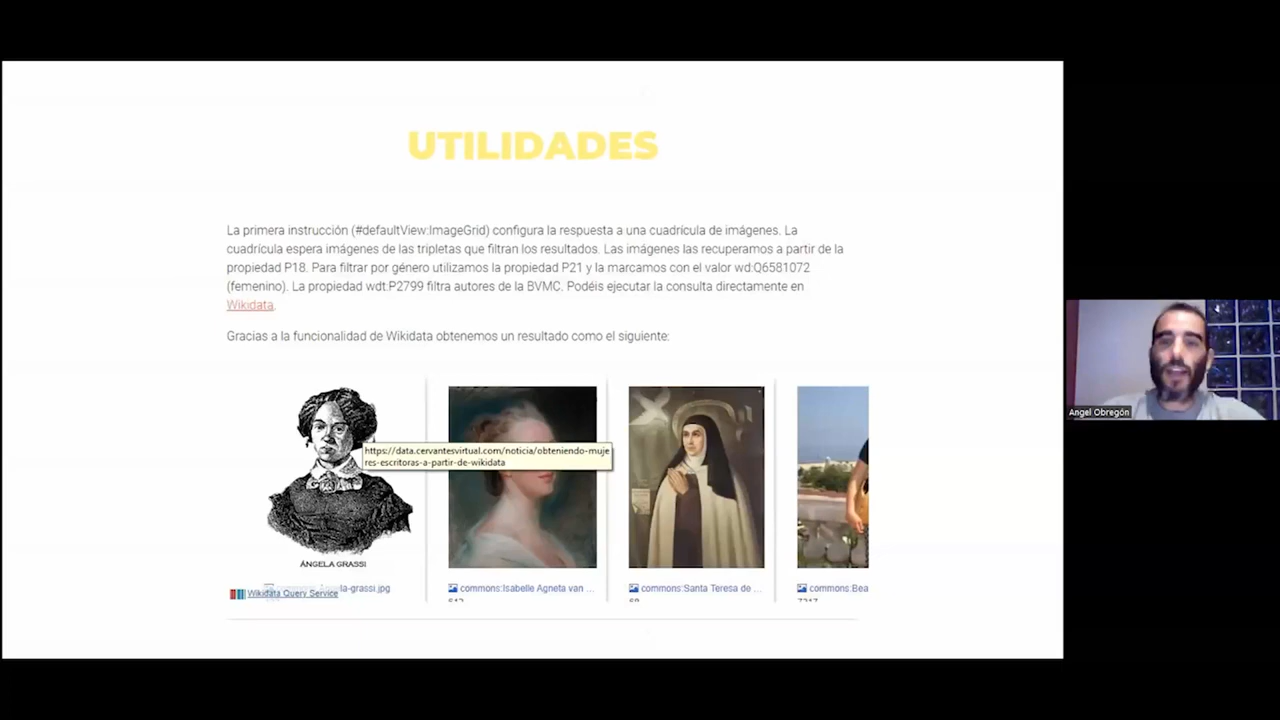 UTILIDADES
La primera instrucción (#defaultView:ImageGrid) configura la respuesta a una cuadrícula de imágenes. La
cuadrícula espera imágenes de las tripletas que filtran los resultados. Las imágenes las recuperamos a partir de la
propiedad P18. Para filtrar por género utilizamos la propiedad P21 y la marcamos con el valor wd:Q6581072
(femenino). La propiedad wdt:P2799 filtra autores de la BVMC. Podéis ejecutar la consulta directamente en
Wikidata.
Gracias a la funcionalidad de Wikidata obtenemos un resultado como el siguiente:
https://data.cervantesvirtual.com/noticia/obteniendo-muje
res-escritoras-a-partir-de-wikidata
ÁNGELA GRASSI
la-grassi.jpg
Wikidata Query Service
commons:Isabelle Agneta van ...
commons:Santa Teresa de ...
commons:Bea
Angel Obregón